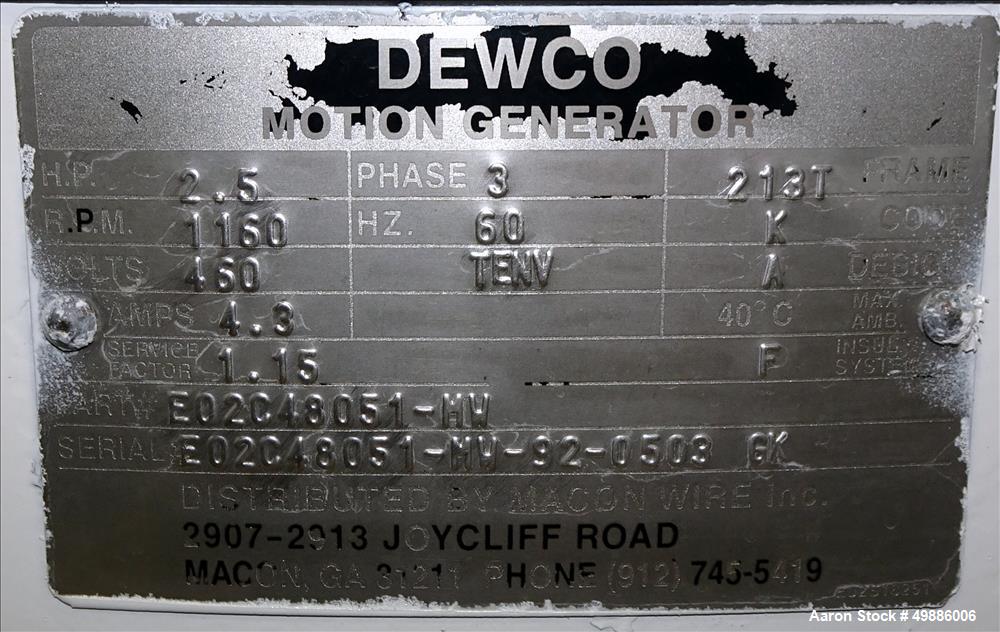 DEWCO
MOTION GENERATOR
H.P. 2.5 PHASE 3 213T FRAME
R.P.M. 1160 HZ. 60 K CODE
VOLTS 460 TENV A DESIGN
AMPS 4.3 40°C MAX. AMB.
SERVICE FACTOR 1.15 F INSUL. SYSTEM
PART# E02C48051-MW
SERIAL E02C48051-MW-92-0503 GK
DISTRIBUTED BY MACON WIRE inc.
2907-2913 JOYCLIFF ROAD
MACON, GA 31211 PHONE (912) 745-5419
Aaron Stock # 49886006